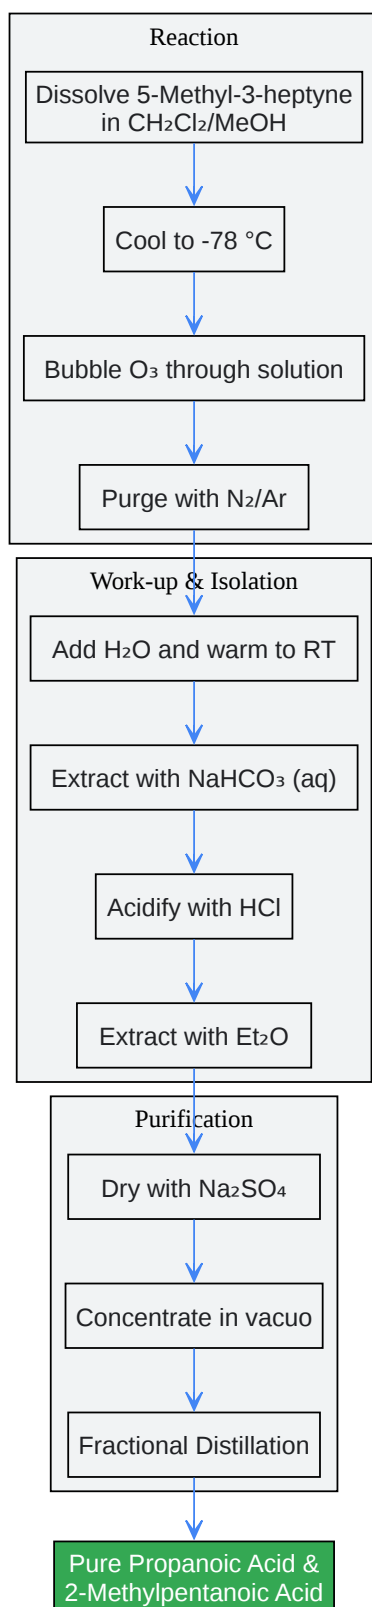 Reaction
Dissolve 5-Methyl-3-heptyne
in CH₂Cl₂/MeOH
Cool to -78 °C
Bubble O₃ through solution
Purge with N₂/Ar
Work-up & Isolation
Add H₂O and warm to RT
Extract with NaHCO₃ (aq)
Acidify with HCl
Extract with Et₂O
Purification
Dry with Na₂SO₄
Concentrate in vacuo
Fractional Distillation
Pure Propanoic Acid &
2-Methylpentanoic Acid